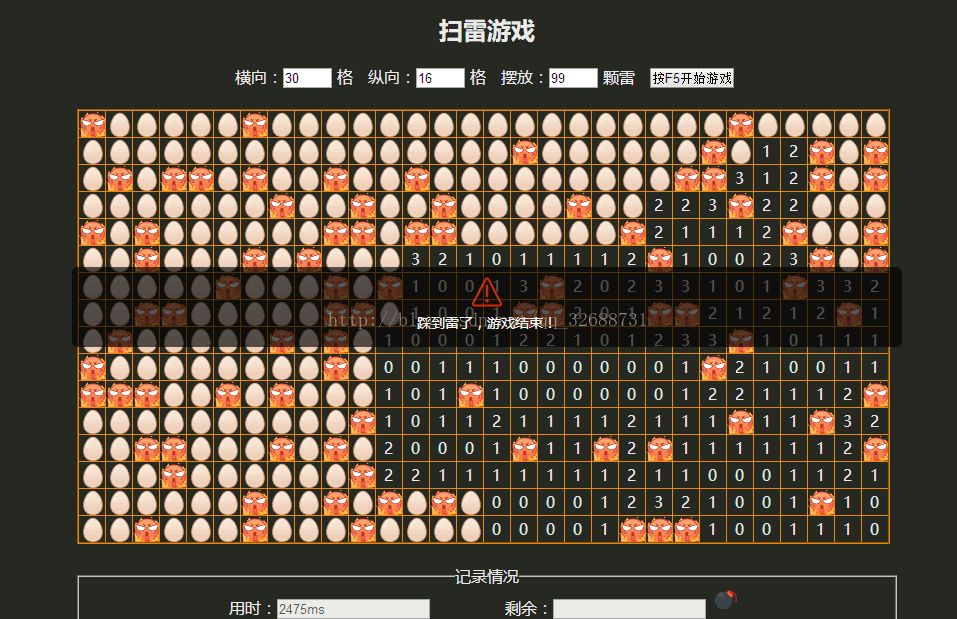 扫雷游戏
横向：30 格 纵向：16 格 摆放：99 颗雷 按F5开始游戏
1 2
3 1 2
2 2 3 2 2
2 1 1 1 2
3 2 1 0 1 1 1 1 2 1 0 0 2 3
1 0 0 1 3 2 0 2 3 3 1 0 1 3 3 2
2 1 2 1 2 1
踩到雷了，游戏结束!!
32688731
1 0 0 0 1 2 2 1 0 1 2 3 3 1 0 1 1 1
0 0 1 1 1 0 0 0 0 0 0 1 2 1 0 0 1 1
1 0 1 1 0 0 0 0 0 1 2 2 1 1 1 2
1 0 1 1 2 1 1 1 1 2 1 1 1 1 1 3 2
2 0 0 0 1 1 1 2 1 1 1 1 1 1 2
2 2 1 1 1 1 1 1 1 2 1 1 0 0 0 1 1 2 1
0 0 0 0 1 2 3 2 1 0 0 1 1 0
0 0 0 0 1 1 0 0 1 1 1 0
记录情况
用时：2475ms 剩余：